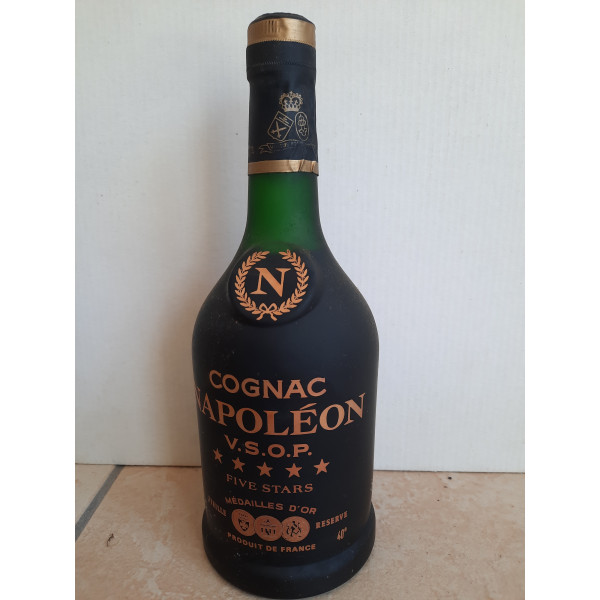 N
COGNAC
NAPOLÉON
V.S.O.P.
FIVE STARS
MÉDAILLES D'OR
VIEILLE RESERVE
PRODUIT DE FRANCE 40°